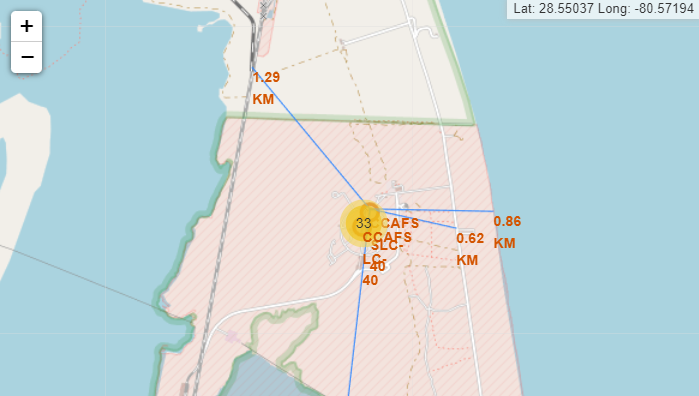 +
−
Lat: 28.55037 Long: -80.57194
1.29
KM
33
CCAFS
SLC-
40
CCAFS
LC-
40
0.86
KM
0.62
KM